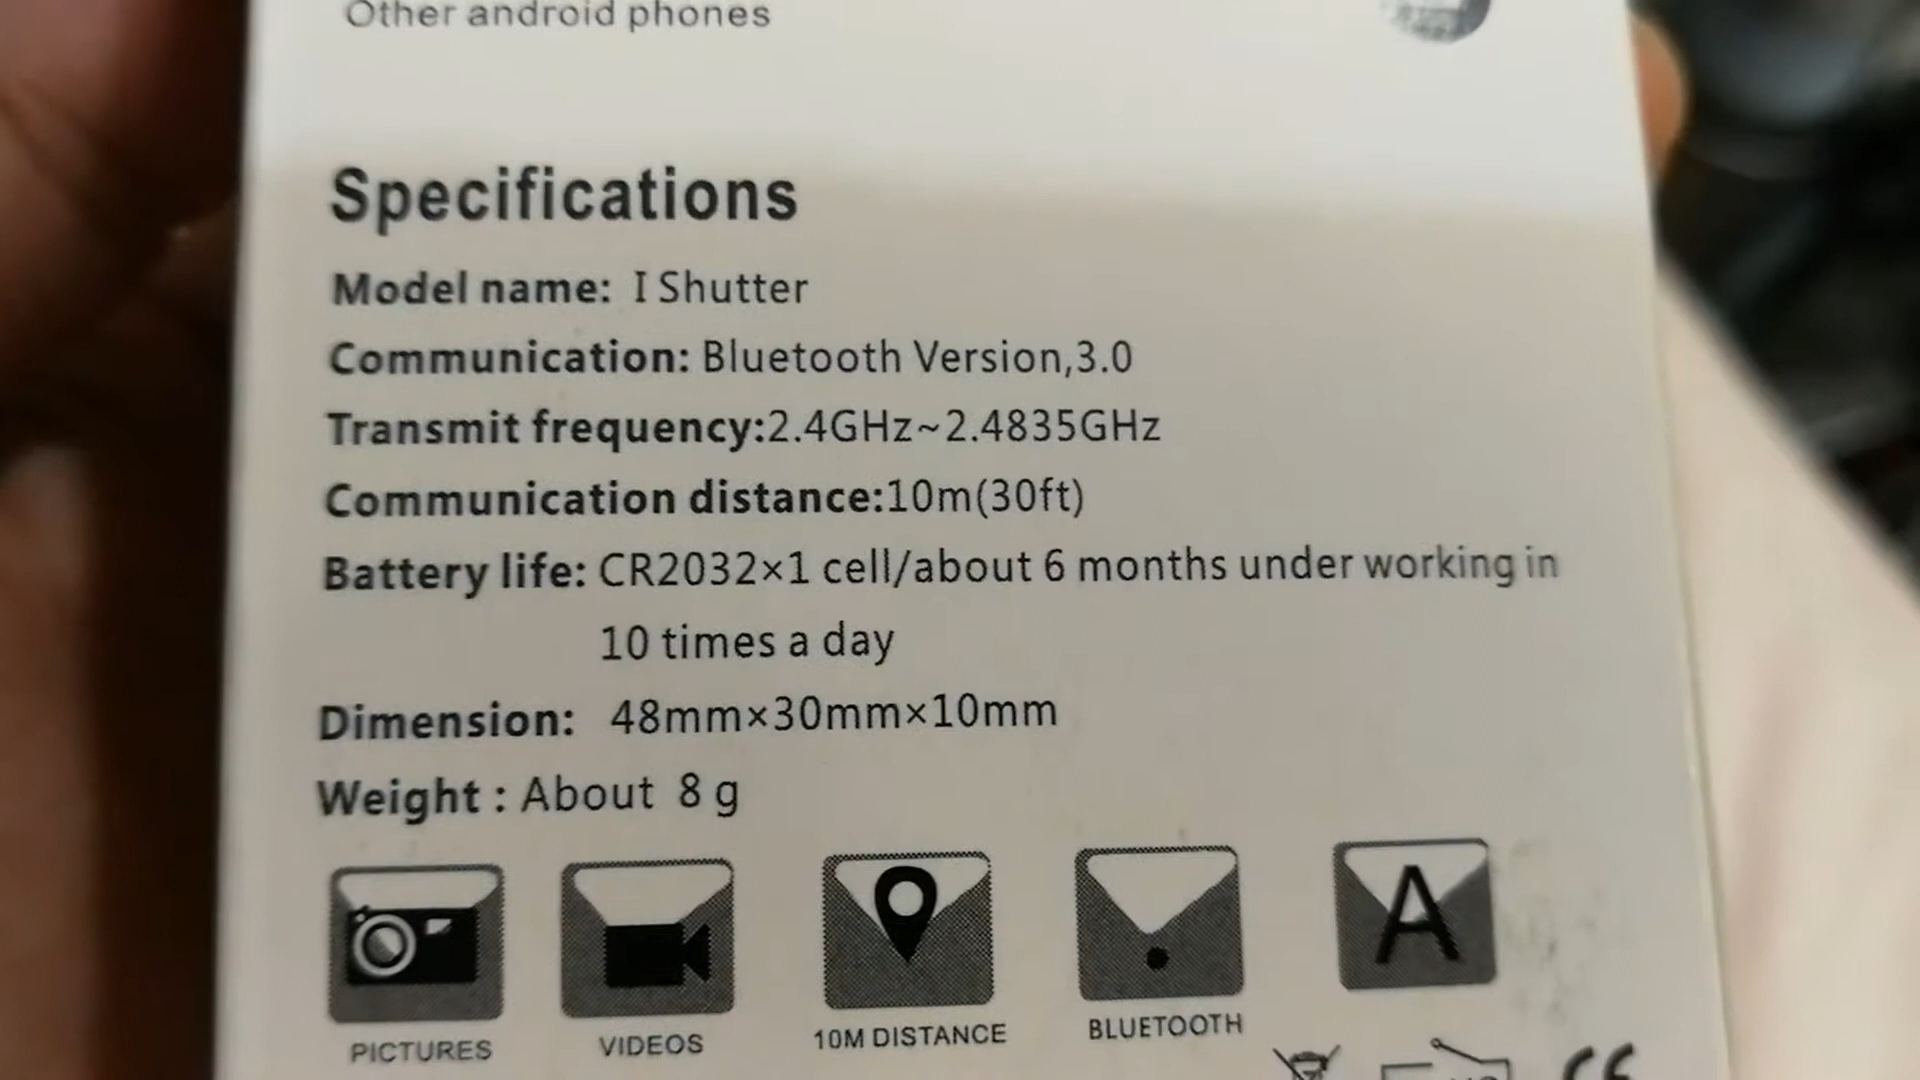 Other android phones
Specifications
Model name: I Shutter
Communication: Bluetooth Version,3.0
Transmit frequency:2.4GHz~2.4835GHz
Communication distance:10m(30ft)
Battery life: CR2032×1 cell/about 6 months under working in
10 times a day
Dimension: 48mm×30mm×10mm
Weight : About 8 g
A
PICTURES VIDEOS 10M DISTANCE BLUETOOTH
CE